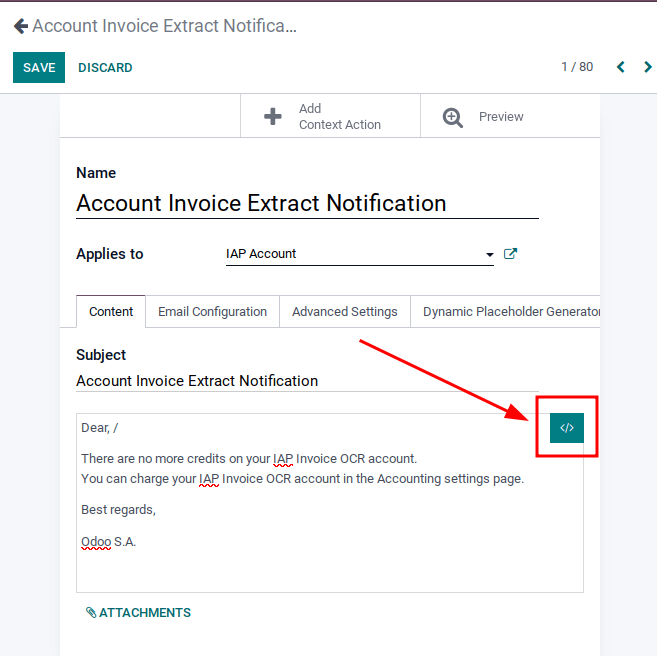 Account Invoice Extract Notifica...
SAVE DISCARD 1 / 80
Add
Context Action
Preview
Name
Account Invoice Extract Notification
Applies to IAP Account
Content Email Configuration Advanced Settings Dynamic Placeholder Generator
Subject
Account Invoice Extract Notification
</>
Dear, /
There are no more credits on your IAP Invoice OCR account.
You can charge your IAP Invoice OCR account in the Accounting settings page.
Best regards,
Odoo S.A.
ATTACHMENTS